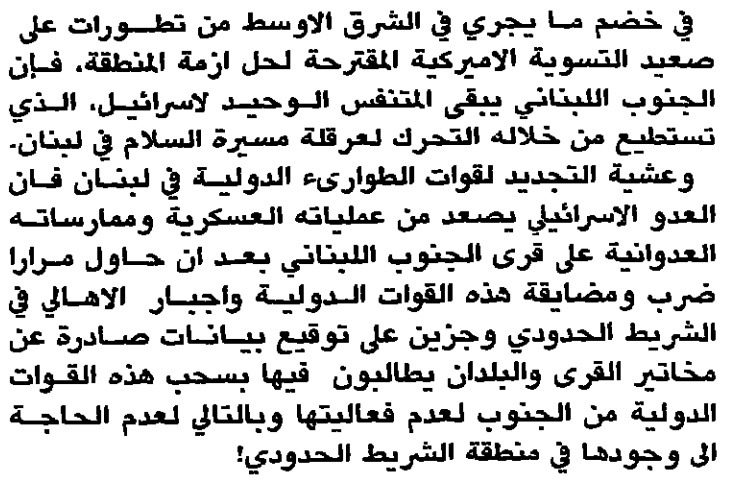 في خضم ما يجري في الشرق الاوسط من تطورات على
صعيد التسوية الاميركية المقترحة لحل ازمة المنطقة، فإن
الجنوب اللبناني يبقى المتنفس الوحيد لاسرائيل، الذي
تستطيع من خلاله التحرك لعرقلة مسيرة السلام في لبنان.
وعشية التجديد لقوات الطوارىء الدولية في لبنان فان
العدو الاسرائيلي يصعد من عملياته العسكرية وممارساته
العدوانية على قرى الجنوب اللبناني بعد ان حاول مرارا
ضرب ومضايقة هذه القوات الدولية واجبار الاهالي في
الشريط الحدودي وجزين على توقيع بيانات صادرة عن
مخاتير القرى والبلدان يطالبون فيها بسحب هذه القوات
الدولية من الجنوب لعدم فعاليتها وبالتالي لعدم الحاجة
الى وجودها في منطقة الشريط الحدودي!